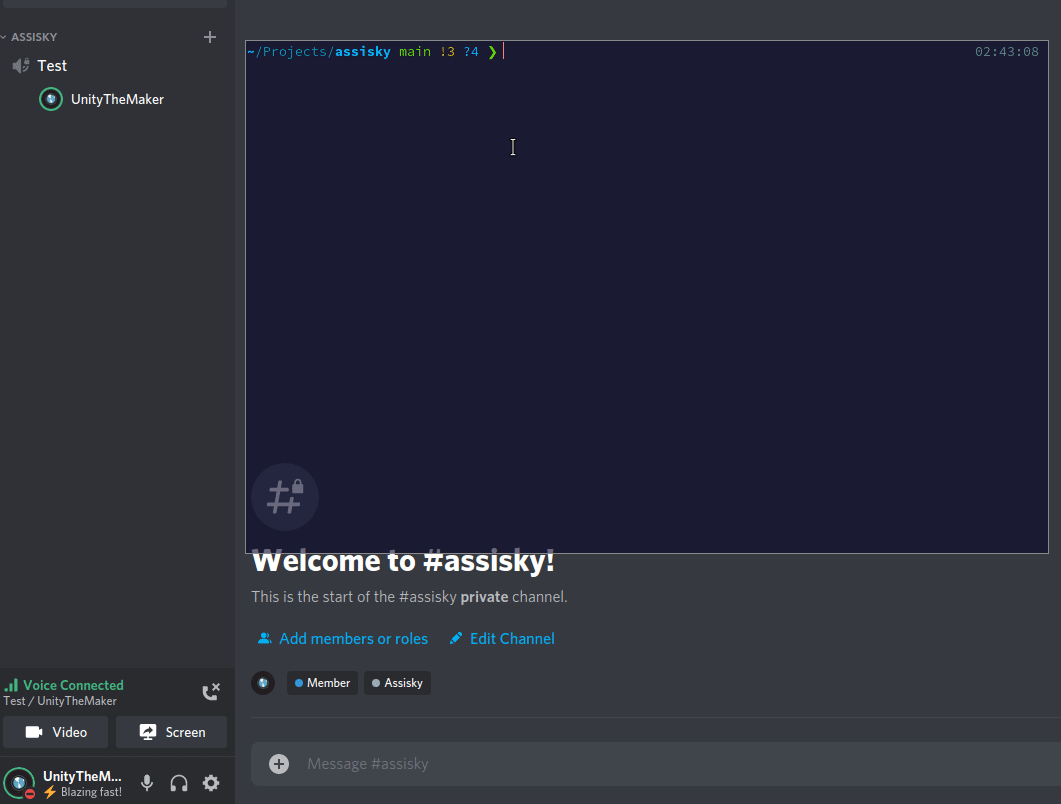 ASSISKY
Test
UnityTheMaker
~/Projects/assisky main !3 ?4 ❯
02:43:08
Welcome to #assisky!
This is the start of the #assisky private channel.
Add members or roles
Edit Channel
Member
Assisky
Message #assisky
Voice Connected
Test / UnityTheMaker
Video
Screen
UnityTheM...
⚡ Blazing fast!